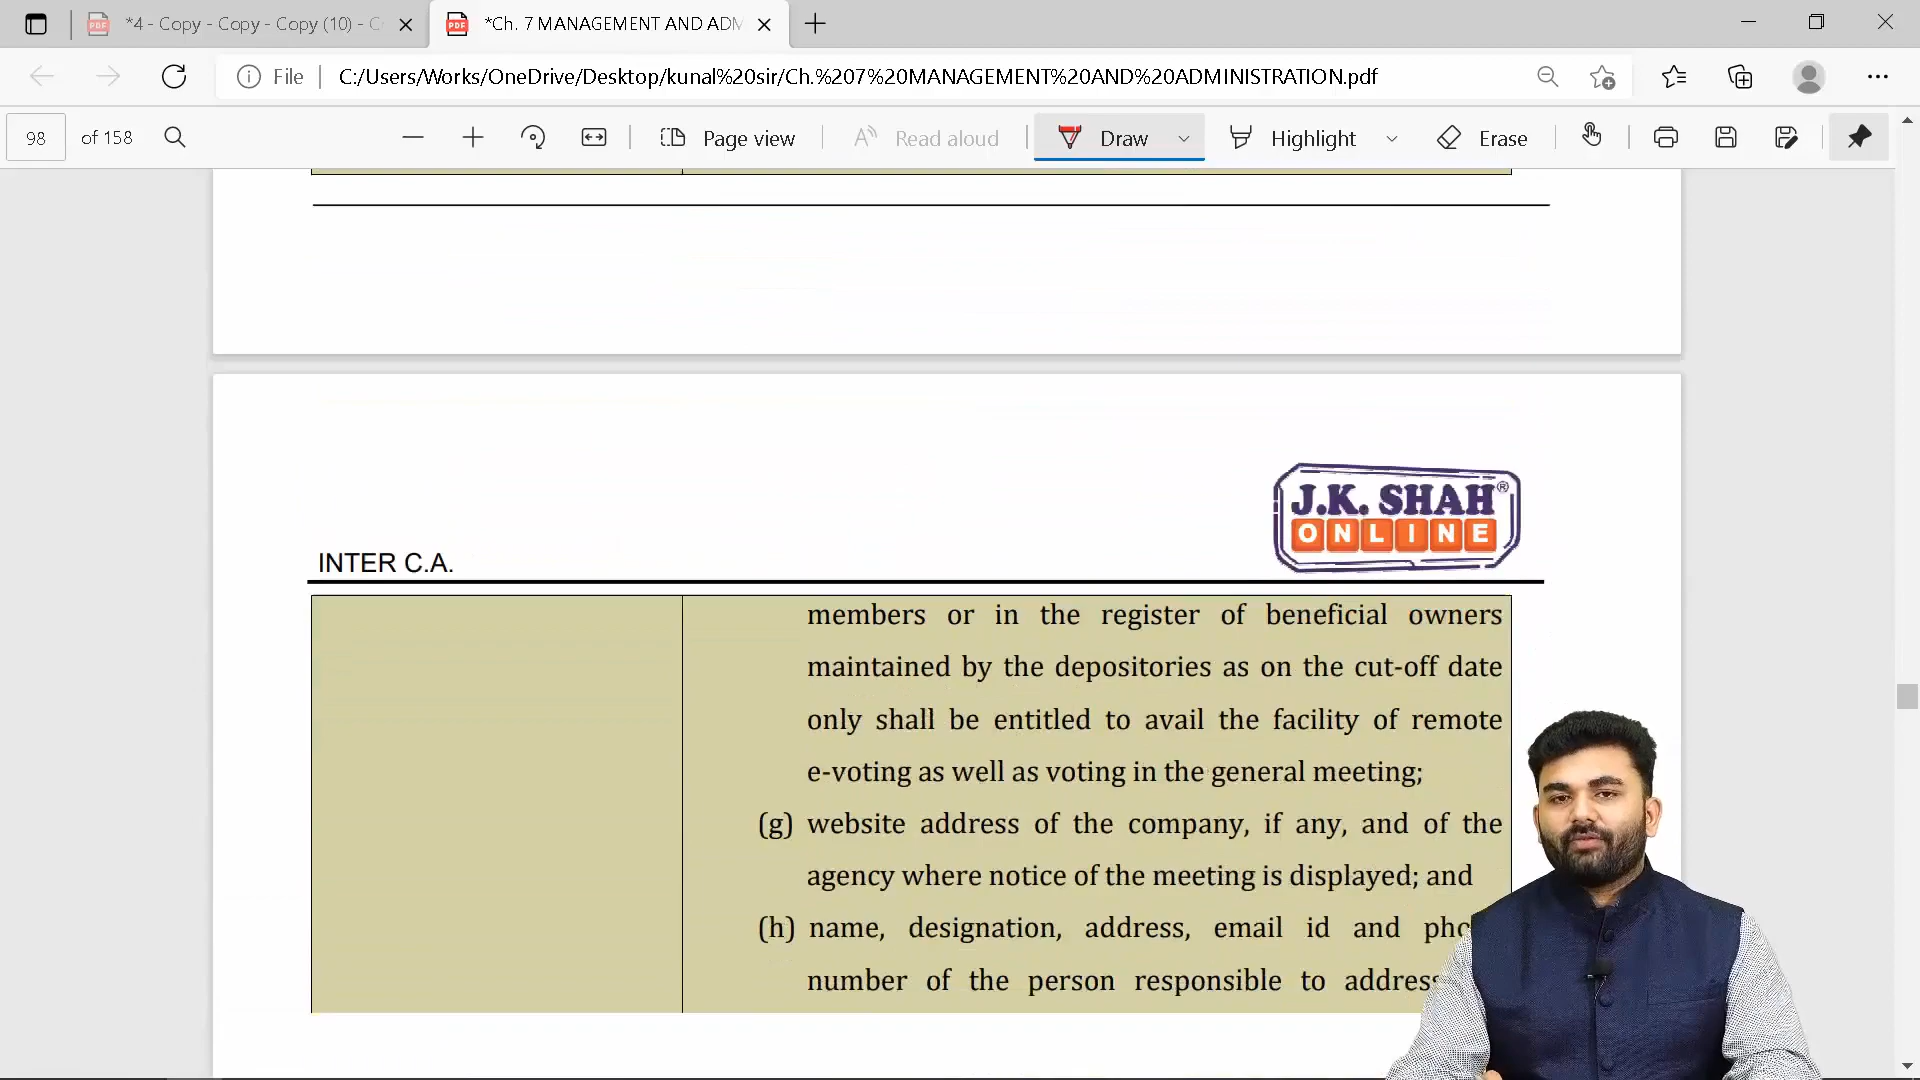 *4 - Copy - Copy - Copy (10) - C
*Ch. 7 MANAGEMENT AND ADM
File
C:/Users/Works/OneDrive/Desktop/kunal%20sir/Ch.%207%20MANAGEMENT%20AND%20ADMINISTRATION.pdf
98 of 158
Page view
Read aloud
Draw
Highlight
Erase
J.K. SHAH®
ONLINE
INTER C.A.
members or in the register of beneficial owners
maintained by the depositories as on the cut-off date
only shall be entitled to avail the facility of remote
e-voting as well as voting in the general meeting;
(g) website address of the company, if any, and of the
agency where notice of the meeting is displayed; and
(h) name, designation, address, email id and pho
number of the person responsible to address